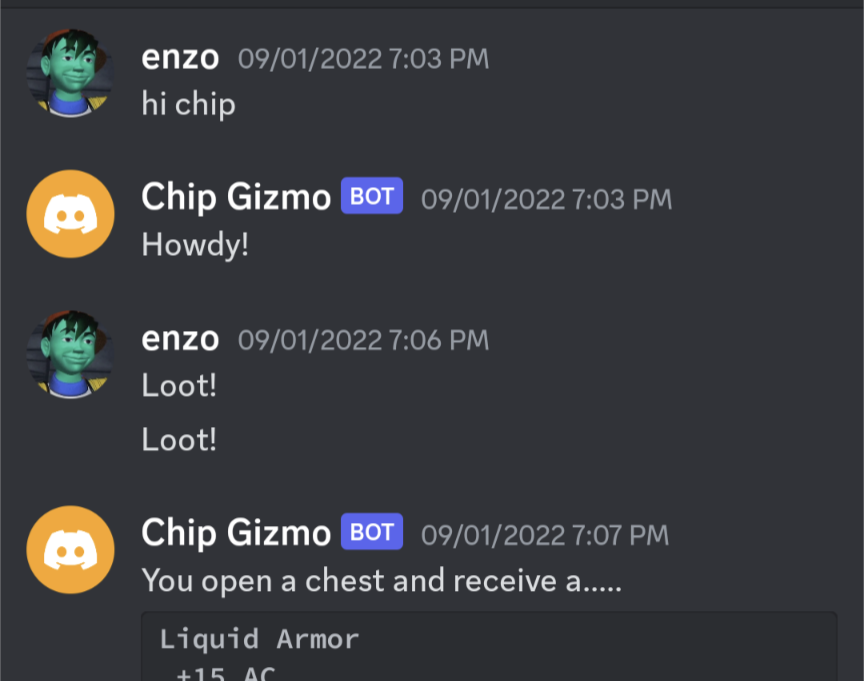 enzo 09/01/2022 7:03 PM
hi chip
Chip Gizmo BOT 09/01/2022 7:03 PM
Howdy!
enzo 09/01/2022 7:06 PM
Loot!
Loot!
Chip Gizmo BOT 09/01/2022 7:07 PM
You open a chest and receive a.....
Liquid Armor
+15 AC